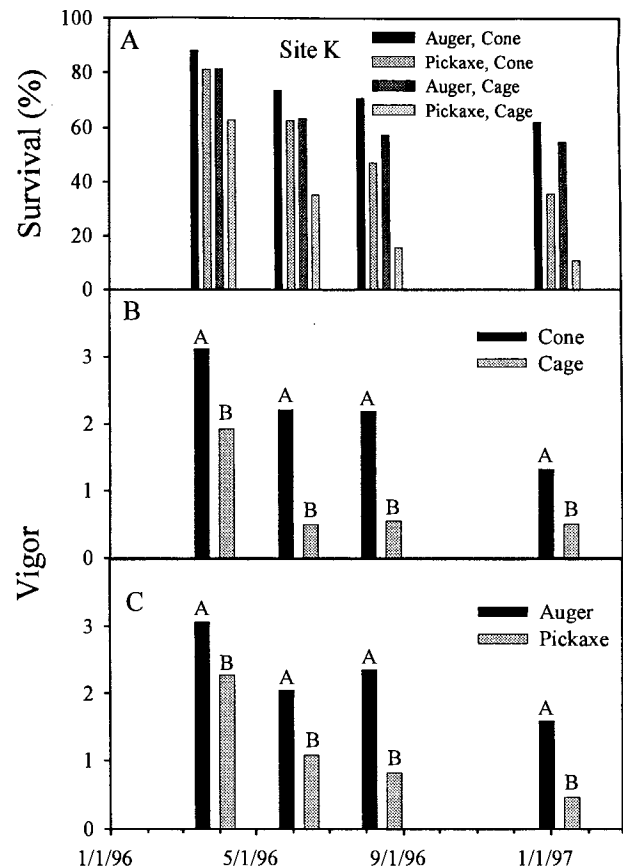 A
Site K
Auger, Cone
Pickaxe, Cone
Auger, Cage
Pickaxe, Cage
Survival (%)
100
80
60
40
20
0
B
Cone
Cage
A
B
A
B
A
B
A
B
3
2
1
0
Vigor
C
Auger
Pickaxe
A
B
A
B
A
B
A
B
3
2
1
0
1/1/96
5/1/96
9/1/96
1/1/97